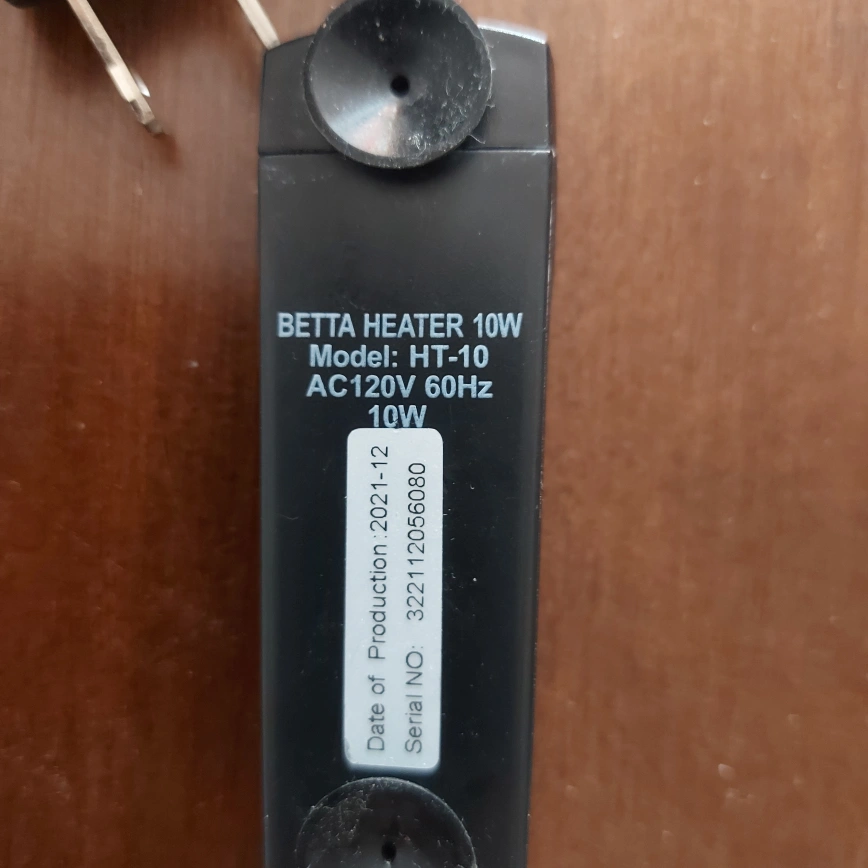 BETTA HEATER 10W
Model: HT-10
AC120V 60Hz
10W
Date of Production:2021-12
Serial NO: 322112056080